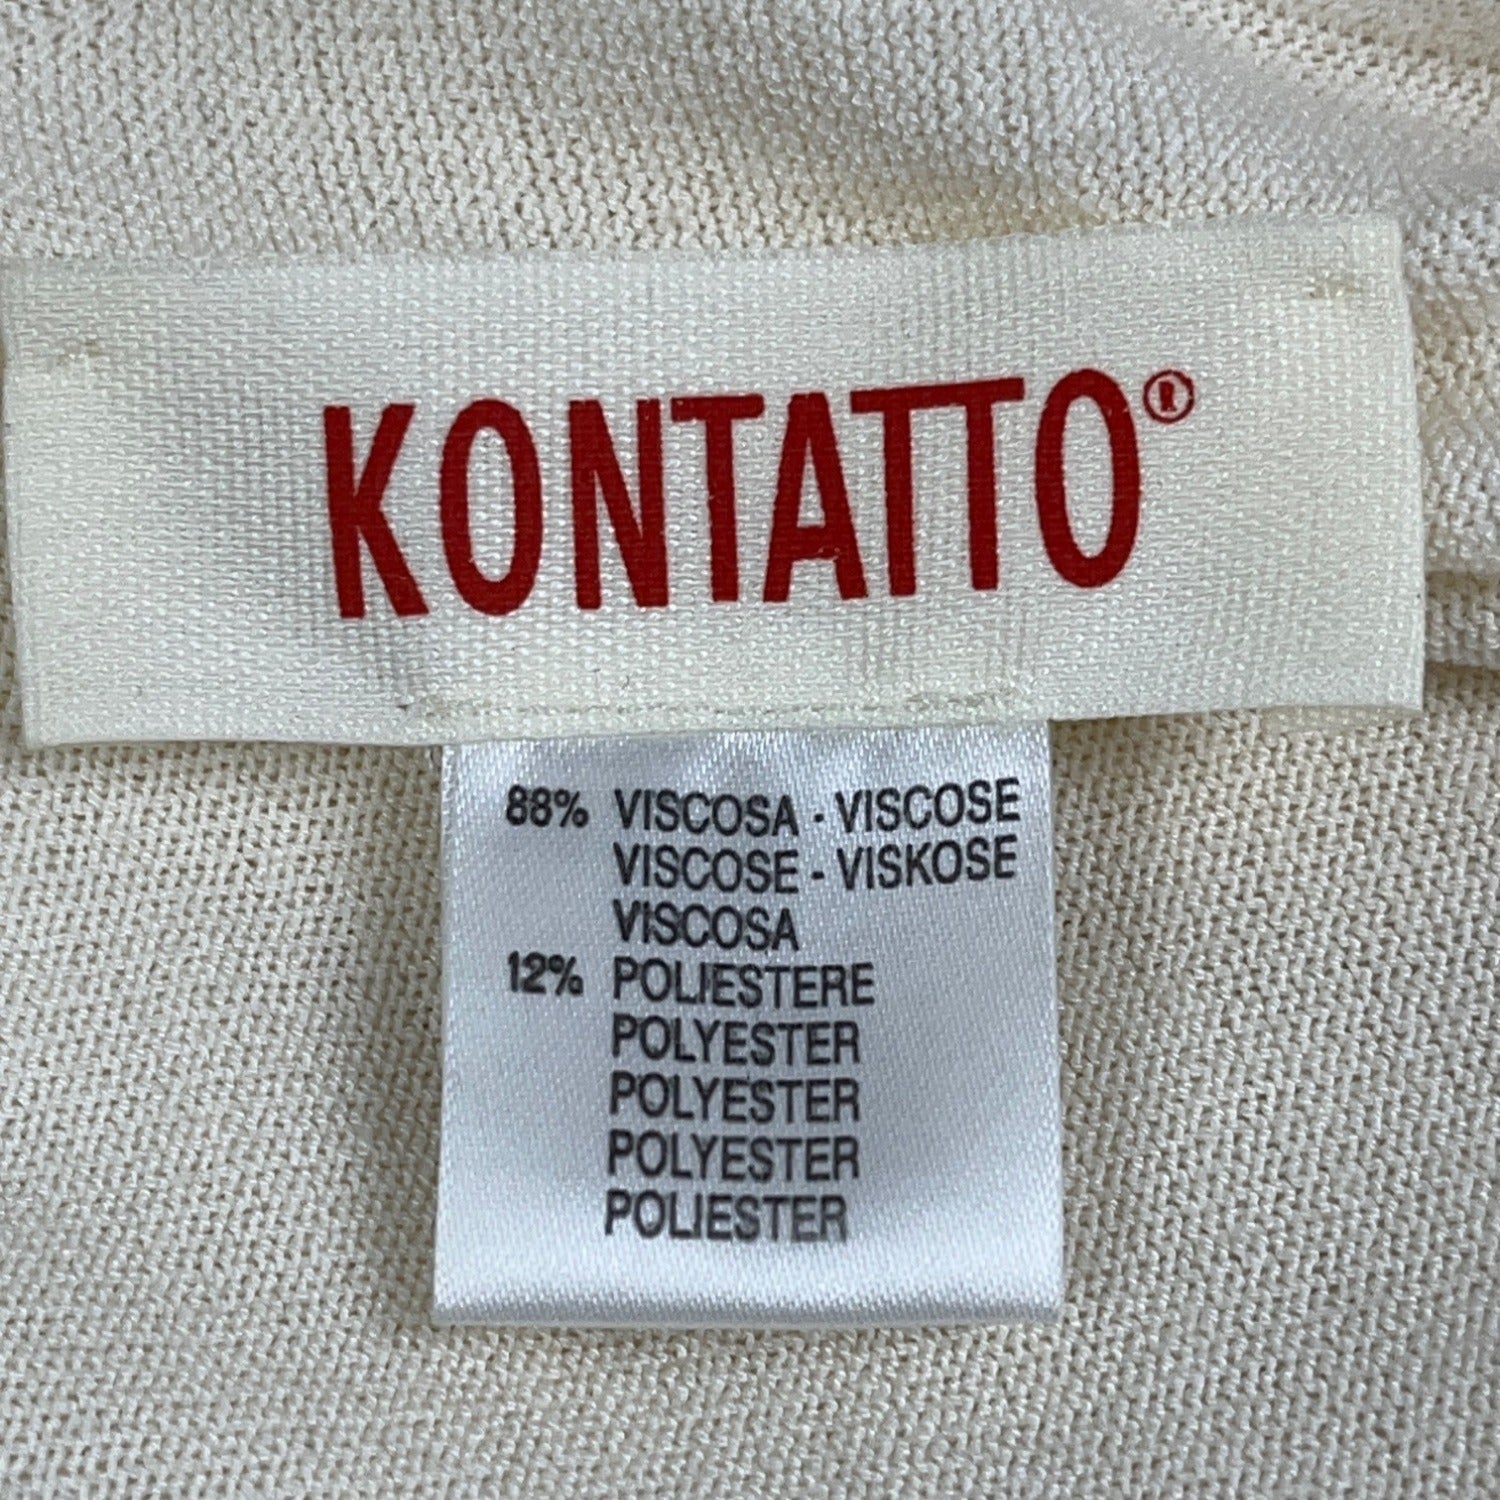 KONTATTO®
88% VISCOSA - VISCOSE
VISCOSE - VISKOSE
VISCOSA
12% POLIESTERE
POLYESTER
POLYESTER
POLYESTER
POLIESTER